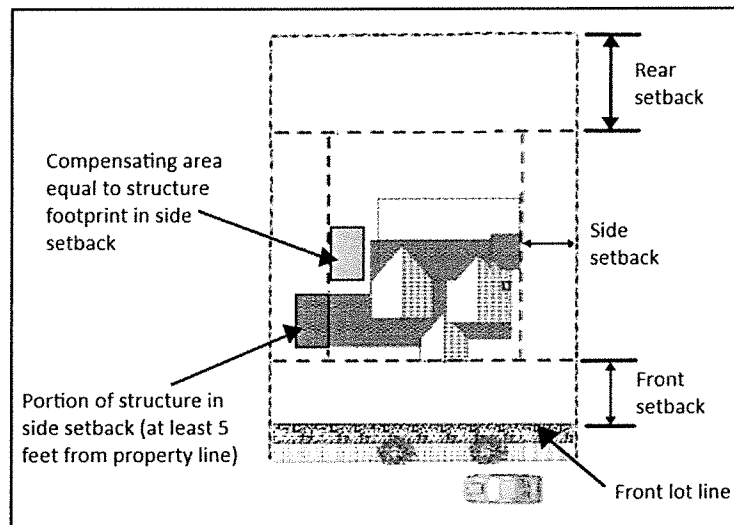 Rear
setback
Compensating area
equal to structure
footprint in side
setback
Side
setback
Portion of structure in
side setback (at least 5
feet from property line)
Front
setback
Front lot line